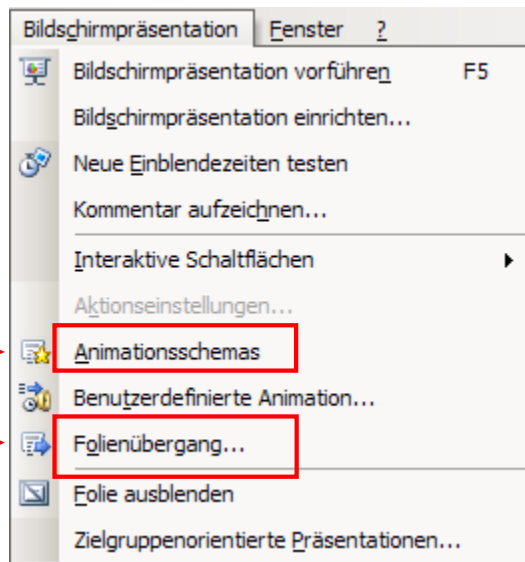 Bildschirmpräsentation Fenster ?
Bildschirmpräsentation vorführen F5
Bildschirmpräsentation einrichten...
Neue Einblendezeiten testen
Kommentar aufzeichnen...
Interaktive Schaltflächen
Aktionseinstellungen...
Animationsschemas
Benutzerdefinierte Animation...
Folienübergang...
Folie ausblenden
Zielgruppenorientierte Präsentationen...